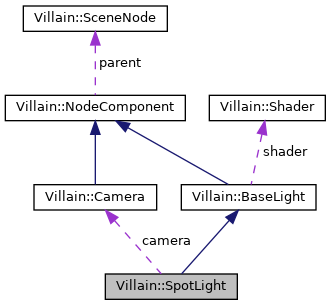 Villain::SceneNode
parent
Villain::NodeComponent
Villain::Shader
shader
Villain::Camera
Villain::BaseLight
camera
Villain::SpotLight